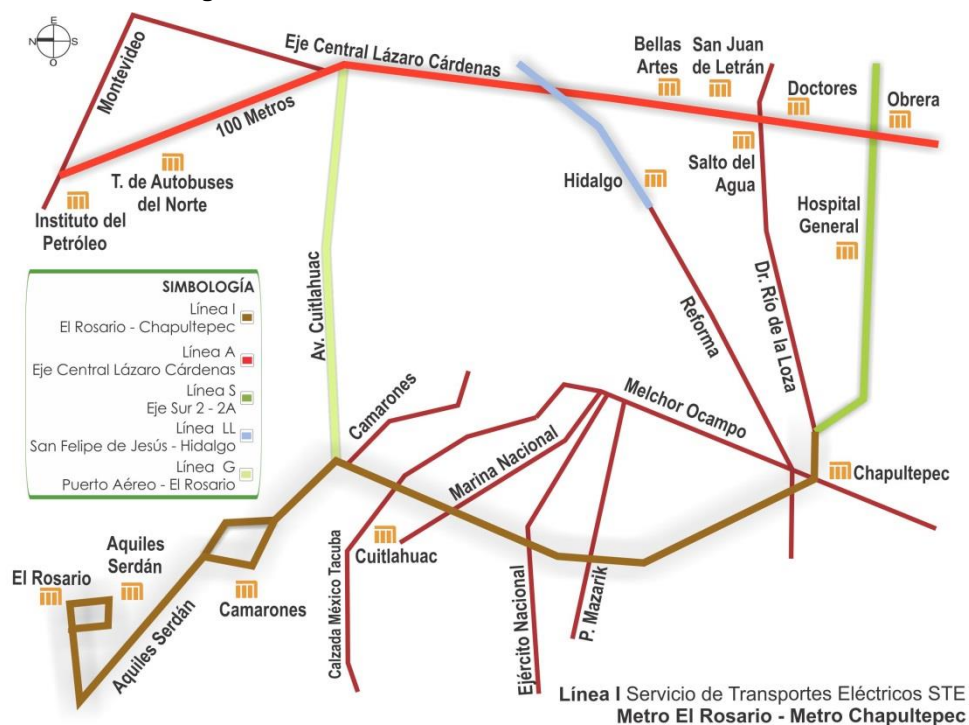 E
N
S
O
Montevideo
100 Metros
Eje Central Lázaro Cárdenas
Bellas
Artes
San Juan
de Letrán
Doctores
Obrera
T. de Autobuses
del Norte
Instituto del
Petróleo
Hidalgo
Salto del
Agua
Hospital
General
SIMBOLOGÍA
Línea I
El Rosario - Chapultepec
Línea A
Eje Central Lázaro Cárdenas
Línea S
Eje Sur 2 - 2A
Línea LL
San Felipe de Jesús - Hidalgo
Línea G
Puerto Aéreo - El Rosario
Av. Cuitlahuac
Reforma
Dr. Río de la Loza
Camarones
Melchor Ocampo
Marina Nacional
Chapultepec
Cuitlahuac
Aquiles
Serdán
El Rosario
Camarones
Aquiles Serdán
Calzada México Tacuba
Ejército Nacional
P. Mazarik
Línea I Servicio de Transportes Eléctricos STE
Metro El Rosario - Metro Chapultepec